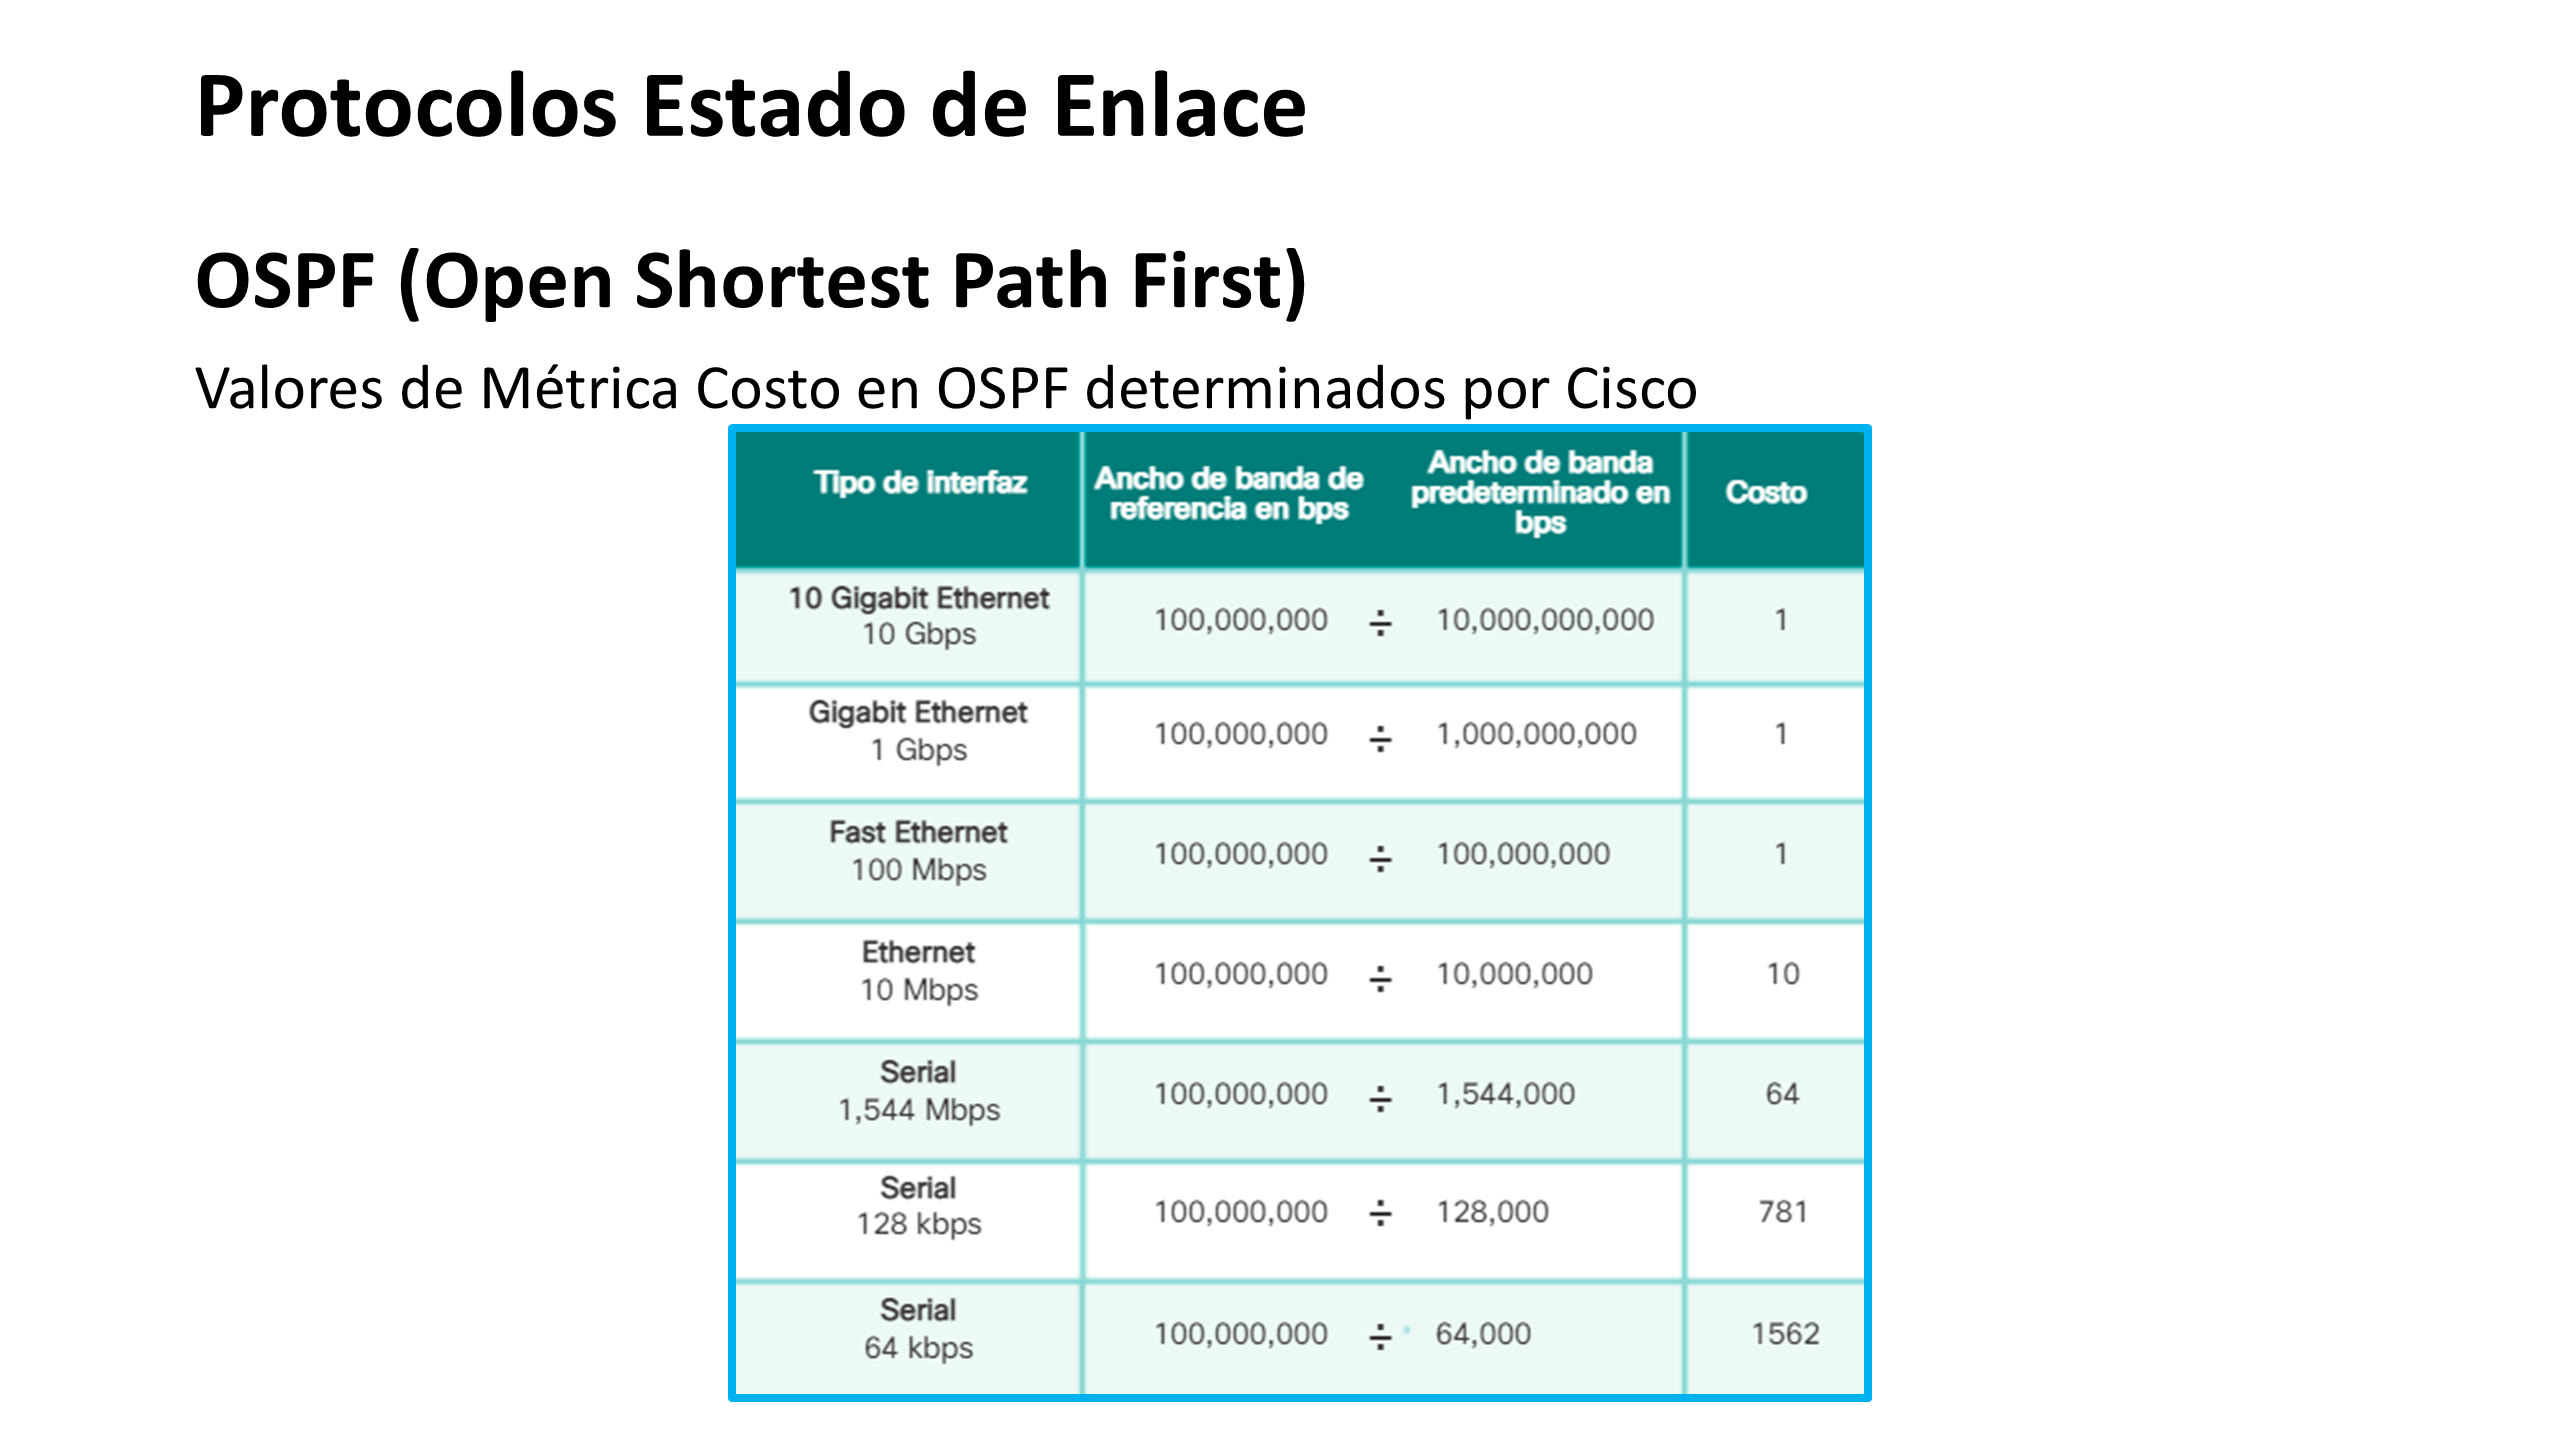 Protocolos Estado de Enlace
OSPF (Open Shortest Path First)
Valores de Métrica Costo en OSPF determinados por Cisco
Tipo de interfaz
Ancho de banda de
referencia en bps
Ancho de banda
predeterminado en
bps
Costo
10 Gigabit Ethernet
10 Gbps
100,000,000 ÷ 10,000,000,000
1
Gigabit Ethernet
1 Gbps
100,000,000 ÷ 1,000,000,000
1
Fast Ethernet
100 Mbps
100,000,000 ÷ 100,000,000
1
Ethernet
10 Mbps
100,000,000 ÷ 10,000,000
10
Serial
1,544 Mbps
100,000,000 ÷ 1,544,000
64
Serial
128 kbps
100,000,000 ÷ 128,000
781
Serial
64 kbps
100,000,000 ÷ 64,000
1562